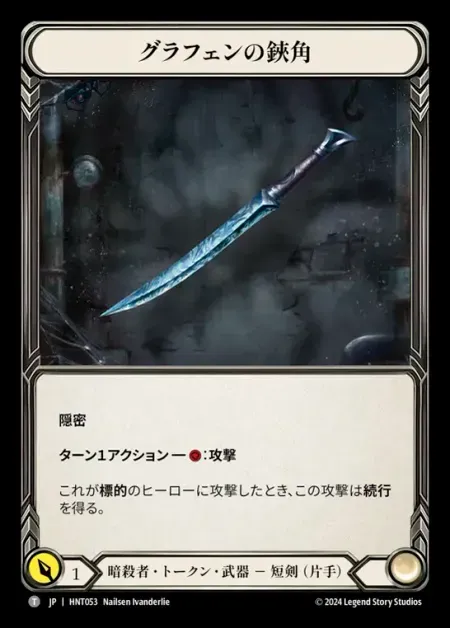 グラフェンの鋏角
隠密
ターン1アクション — :攻撃
これが標的のヒーローに攻撃したとき、この攻撃は続行
を得る。
1
暗殺者・トークン・武器 − 短剣 (片手)
T JP | HNT053 Nailsen Ivanderlie
© 2024 Legend Story Studios